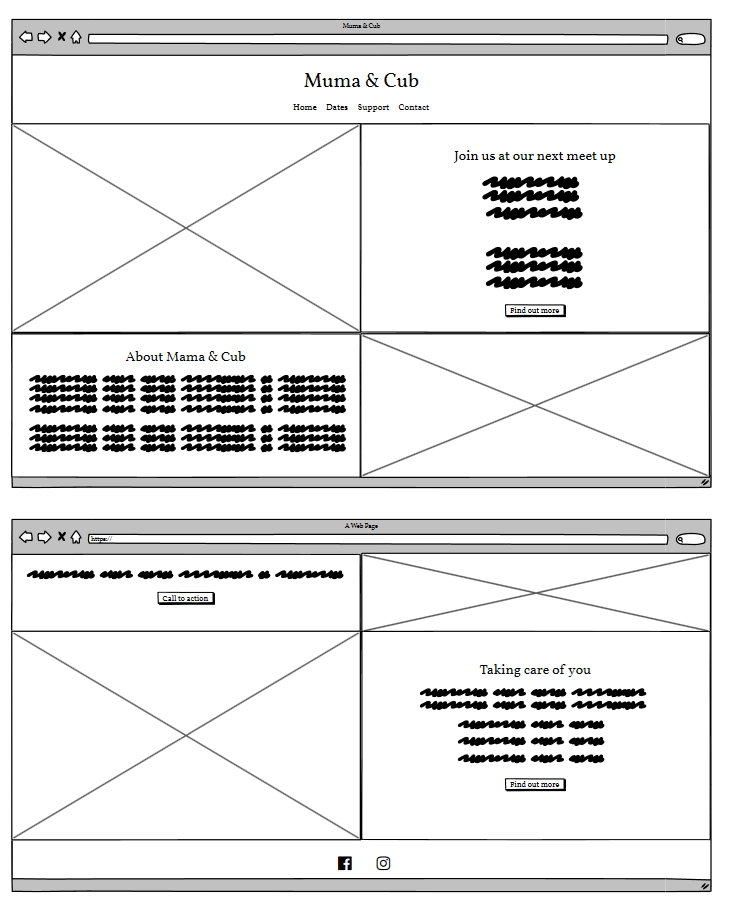 Muma & Cub
Muma & Cub
Home Dates Support Contact
Join us at our next meet up
Find out more
About Mama & Cub
A Web Page
https://
Call to action
Taking care of you
Find out more